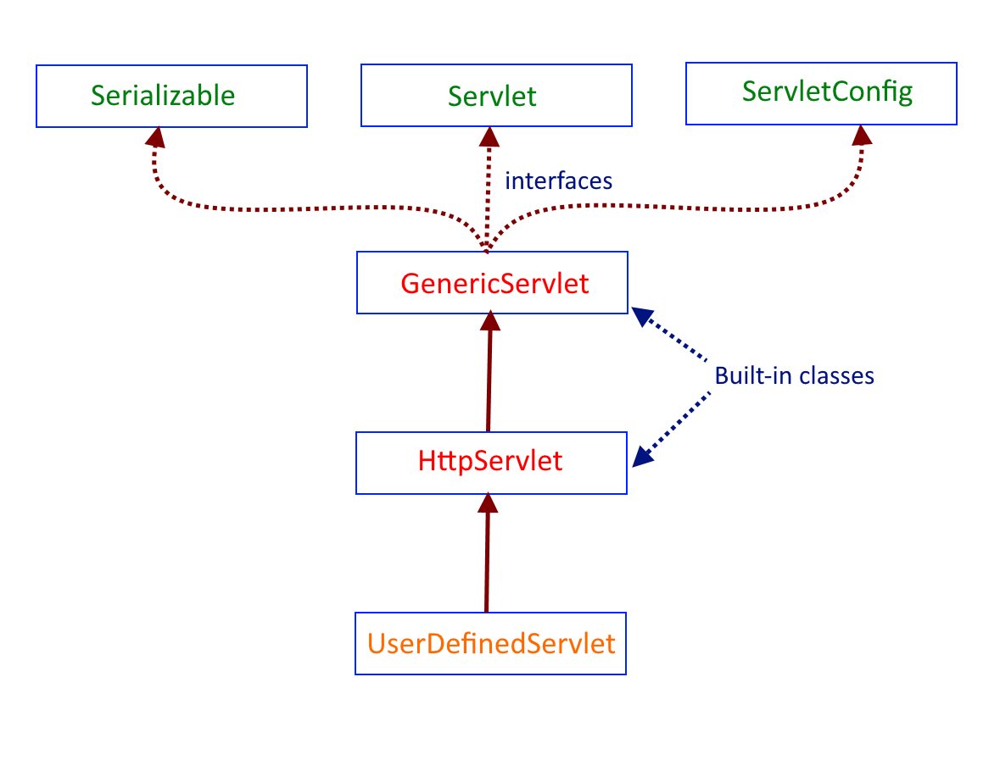 Serializable
Servlet
ServletConfig
interfaces
GenericServlet
Built-in classes
HttpServlet
UserDefinedServlet